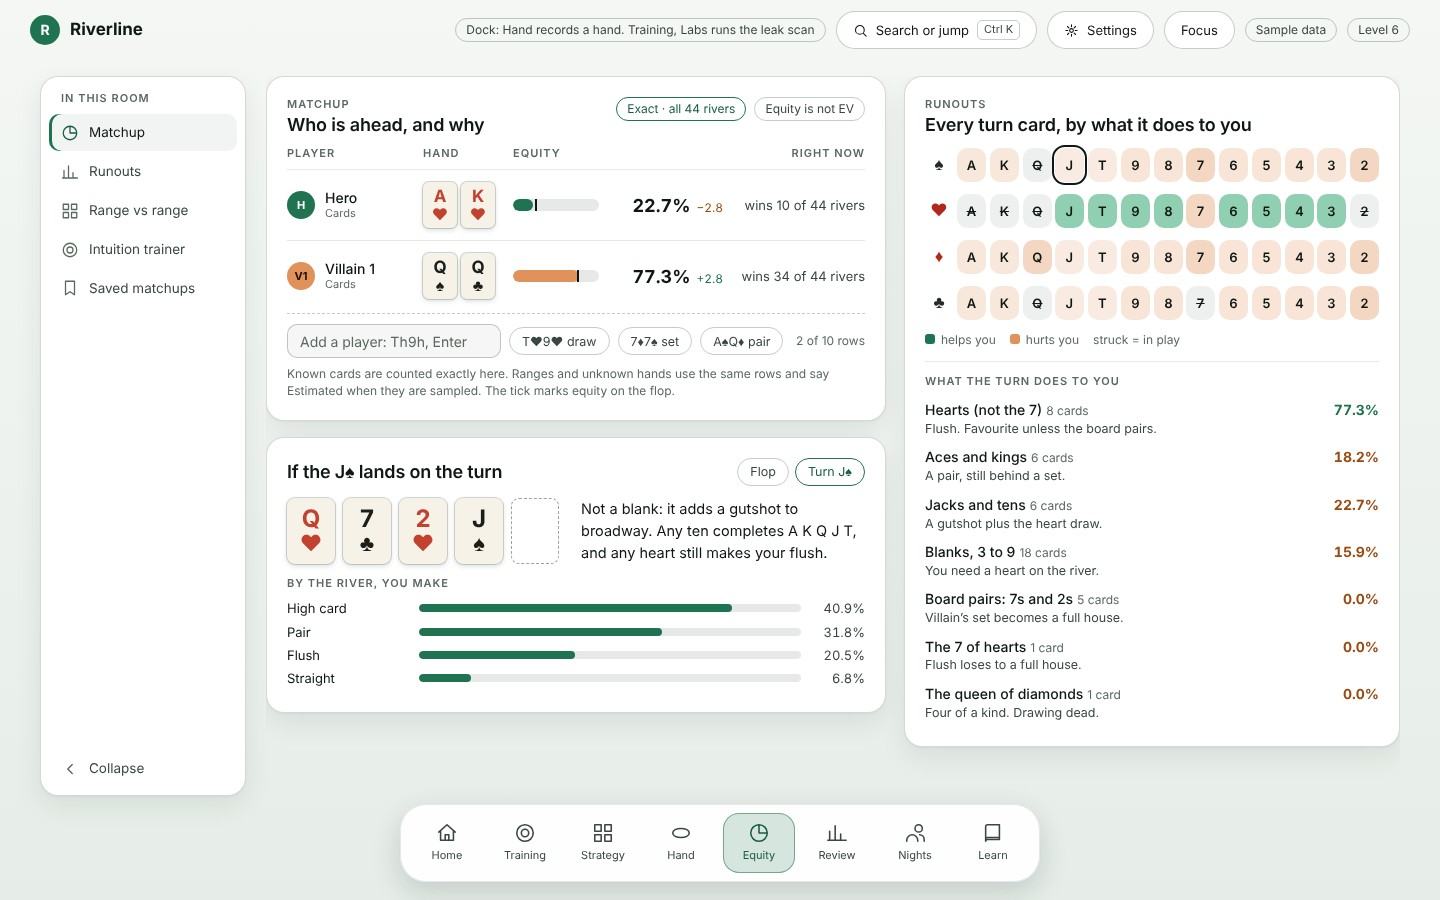 R Riverline
Dock: Hand records a hand. Training, Labs runs the leak scan
Search or jump Ctrl K
Settings
Focus
Sample data
Level 6
IN THIS ROOM
Matchup
Runouts
Range vs range
Intuition trainer
Saved matchups
Collapse
MATCHUP
Who is ahead, and why
Exact · all 44 rivers
Equity is not EV
PLAYER HAND EQUITY RIGHT NOW
H Hero Cards A♥ K♥ 22.7% −2.8 wins 10 of 44 rivers
V1 Villain 1 Cards Q♠ Q♣ 77.3% +2.8 wins 34 of 44 rivers
Add a player: Th9h, Enter
T♥9♥ draw
7♦7♠ set
A♠Q♦ pair
2 of 10 rows
Known cards are counted exactly here. Ranges and unknown hands use the same rows and say
Estimated when they are sampled. The tick marks equity on the flop.
If the J♠ lands on the turn
Flop
Turn J♠
Q♥ 7♣ 2♥ J♠
Not a blank: it adds a gutshot to
broadway. Any ten completes A K Q J T,
and any heart still makes your flush.
BY THE RIVER, YOU MAKE
High card 40.9%
Pair 31.8%
Flush 20.5%
Straight 6.8%
RUNOUTS
Every turn card, by what it does to you
♠ A K Q J T 9 8 7 6 5 4 3 2
♥ A K Q J T 9 8 7 6 5 4 3 2
♦ A K Q J T 9 8 7 6 5 4 3 2
♣ A K Q J T 9 8 7 6 5 4 3 2
helps you hurts you struck = in play
WHAT THE TURN DOES TO YOU
Hearts (not the 7) 8 cards 77.3%
Flush. Favourite unless the board pairs.
Aces and kings 6 cards 18.2%
A pair, still behind a set.
Jacks and tens 6 cards 22.7%
A gutshot plus the heart draw.
Blanks, 3 to 9 18 cards 15.9%
You need a heart on the river.
Board pairs: 7s and 2s 5 cards 0.0%
Villain’s set becomes a full house.
The 7 of hearts 1 card 0.0%
Flush loses to a full house.
The queen of diamonds 1 card 0.0%
Four of a kind. Drawing dead.
Home
Training
Strategy
Hand
Equity
Review
Nights
Learn